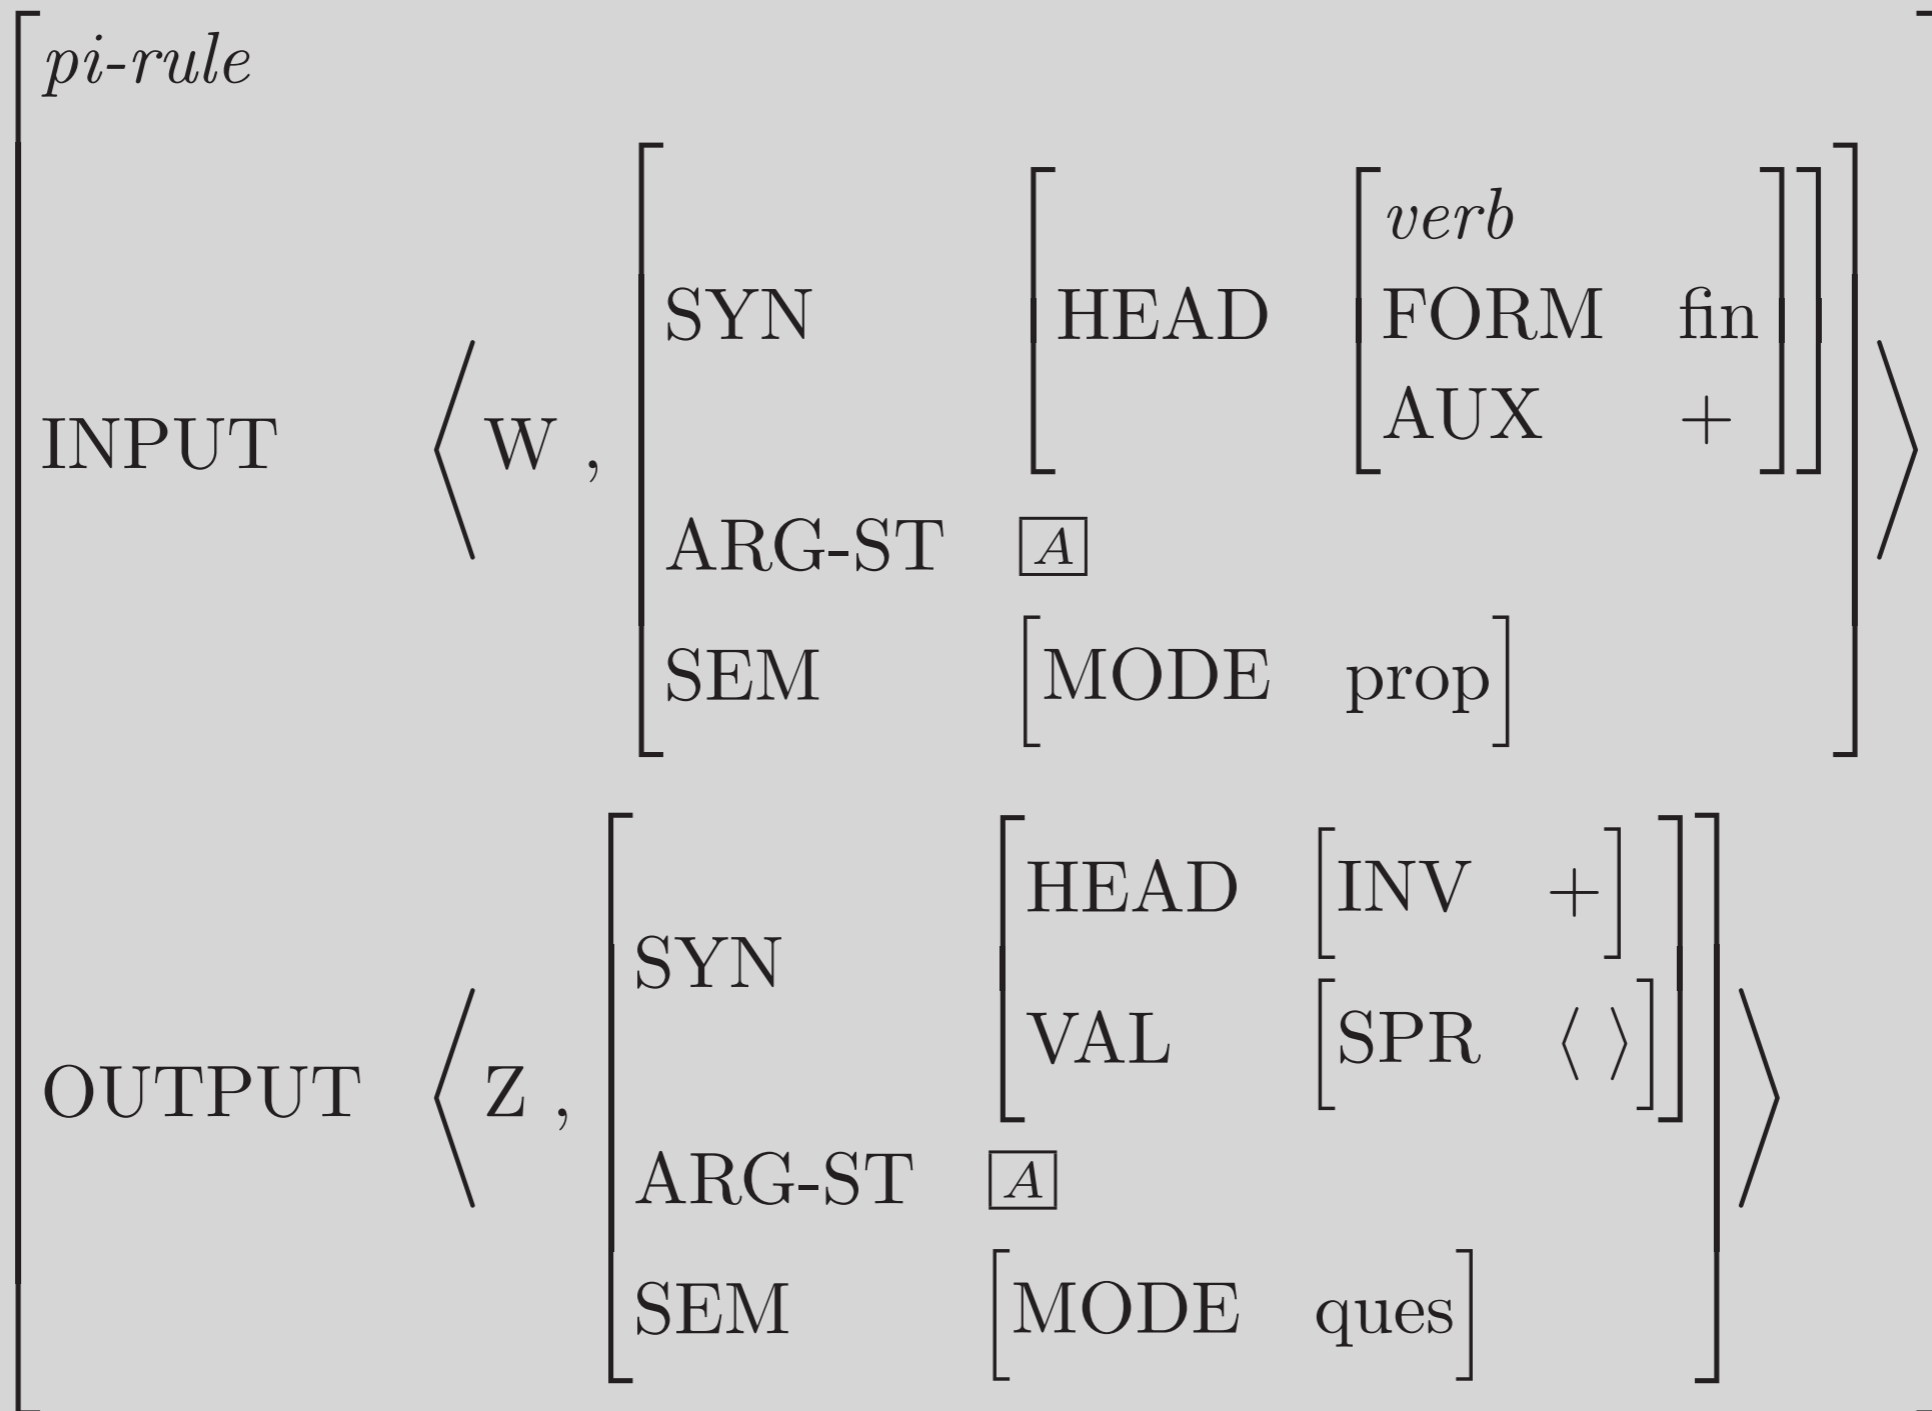 pi-rule
INPUT ⟨ W , [ SYN [ HEAD [ verb
FORM fin
AUX + ] ]
ARG-ST A
SEM [ MODE prop ] ] ⟩
OUTPUT ⟨ Z , [ SYN [ HEAD [ INV + ]
VAL [ SPR ⟨ ⟩ ] ]
ARG-ST A
SEM [ MODE ques ] ] ⟩